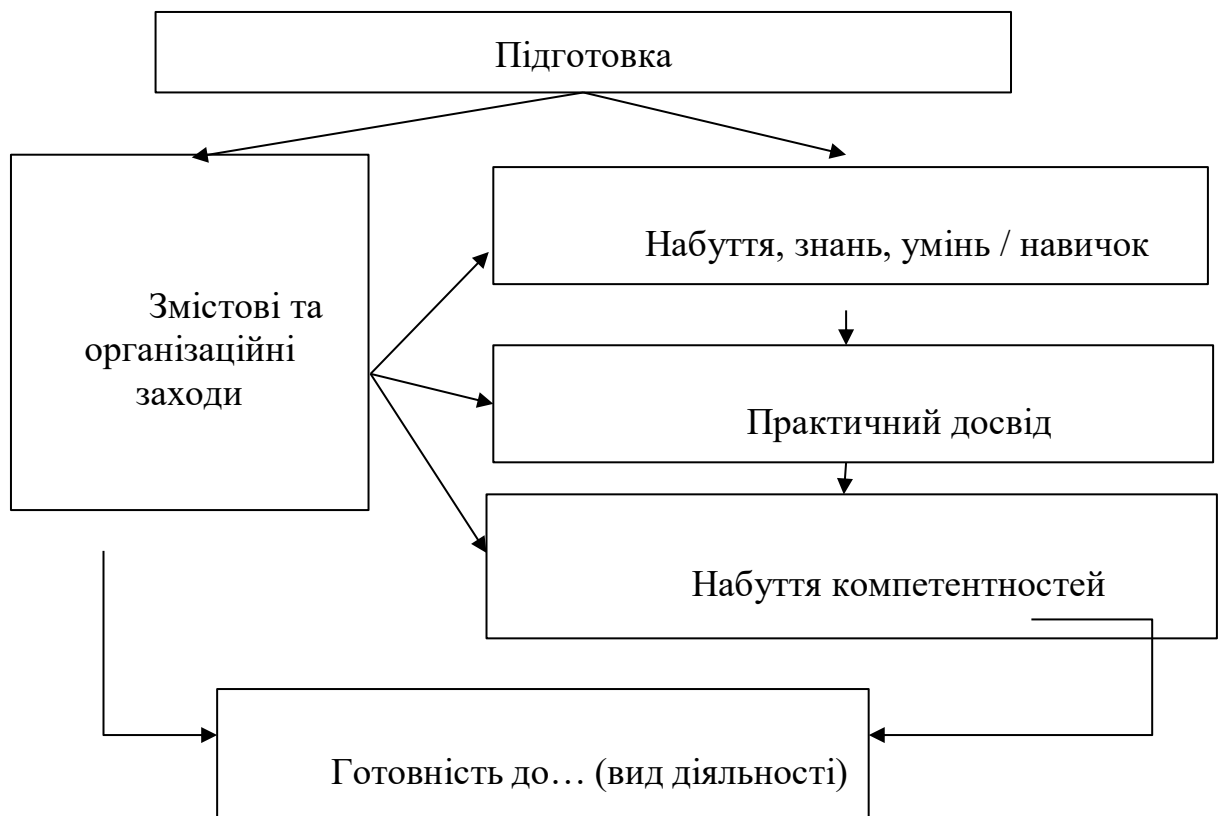 Підготовка
Змістові та
організаційні
заходи
Набуття, знань, умінь / навичок
Практичний досвід
Набуття компетентностей
Готовність до… (вид діяльності)